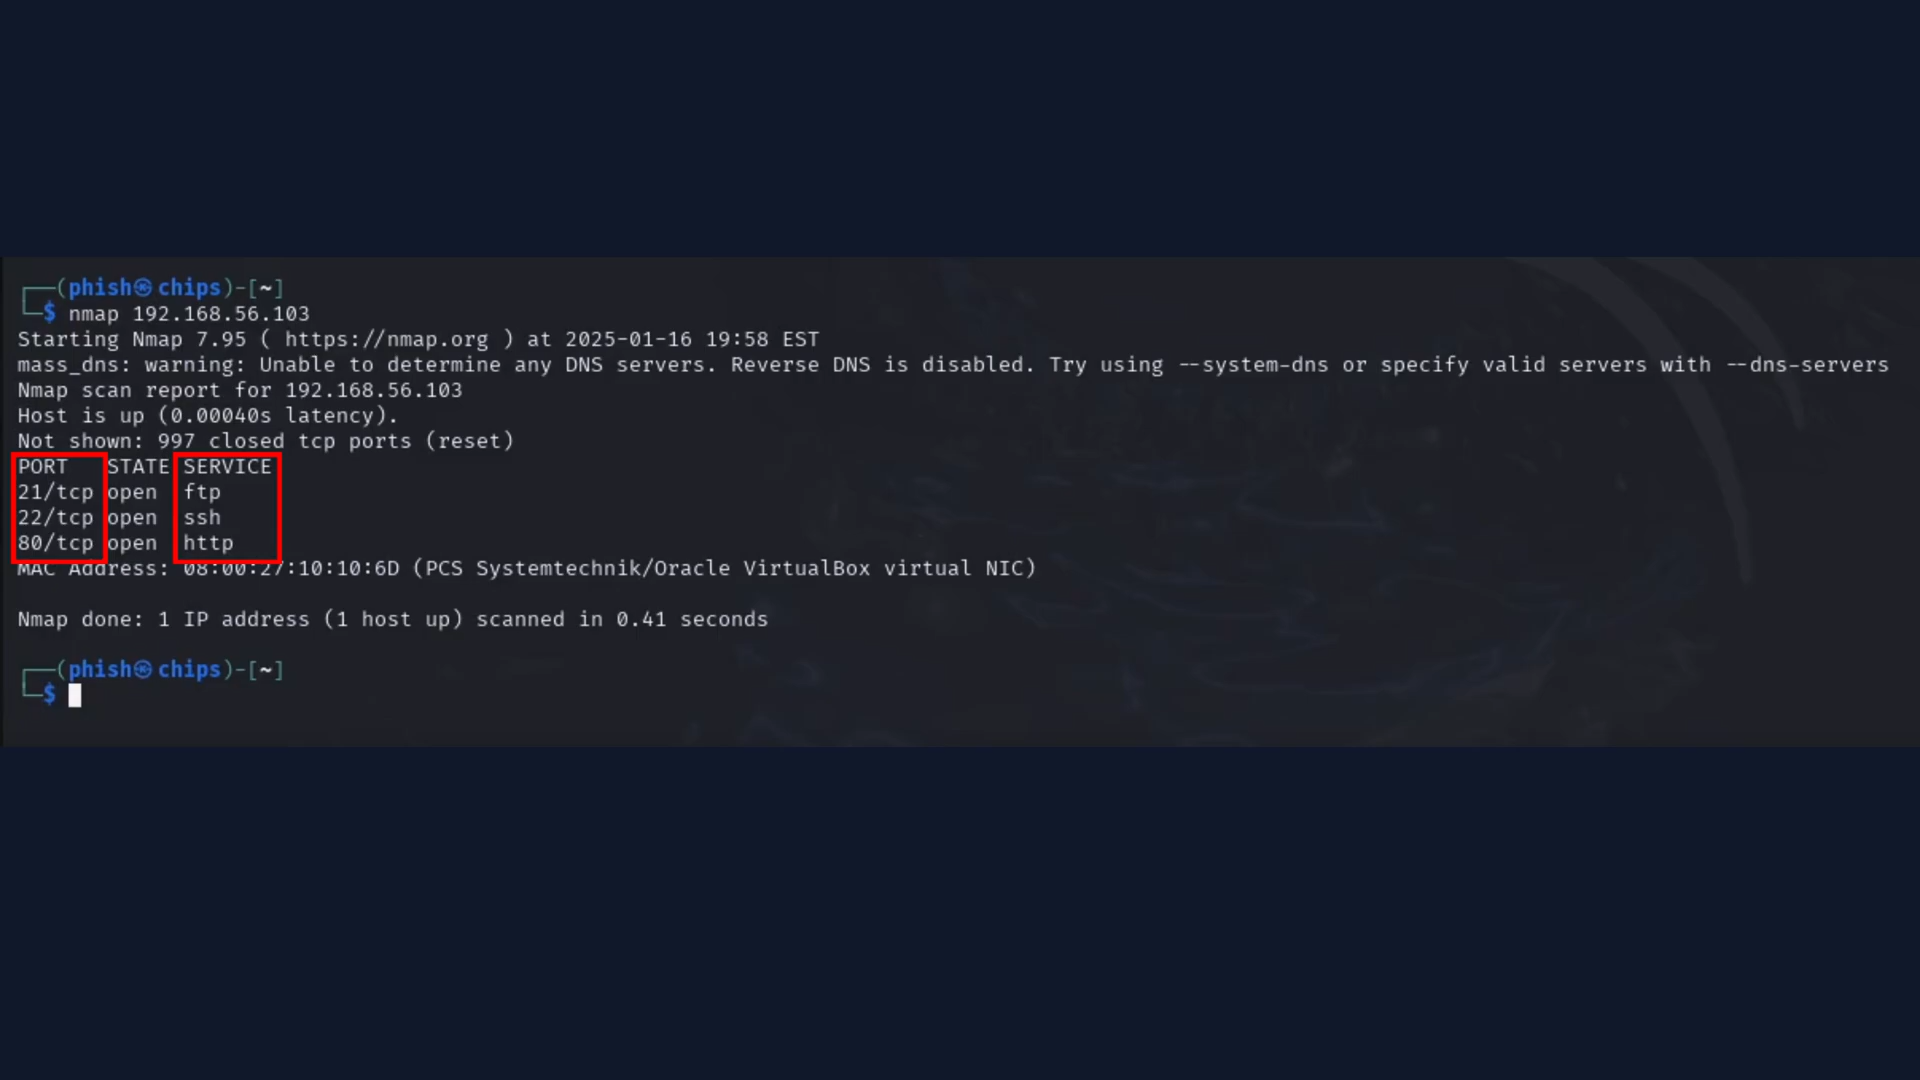 ┌──(phish㉿chips)-[~]
└─$ nmap 192.168.56.103
Starting Nmap 7.95 ( https://nmap.org ) at 2025-01-16 19:58 EST
mass_dns: warning: Unable to determine any DNS servers. Reverse DNS is disabled. Try using --system-dns or specify valid servers with --dns-servers
Nmap scan report for 192.168.56.103
Host is up (0.00040s latency).
Not shown: 997 closed tcp ports (reset)
PORT   STATE SERVICE
21/tcp open  ftp
22/tcp open  ssh
80/tcp open  http
MAC Address: 08:00:27:10:10:6D (PCS Systemtechnik/Oracle VirtualBox virtual NIC)
Nmap done: 1 IP address (1 host up) scanned in 0.41 seconds
┌──(phish㉿chips)-[~]
└─$